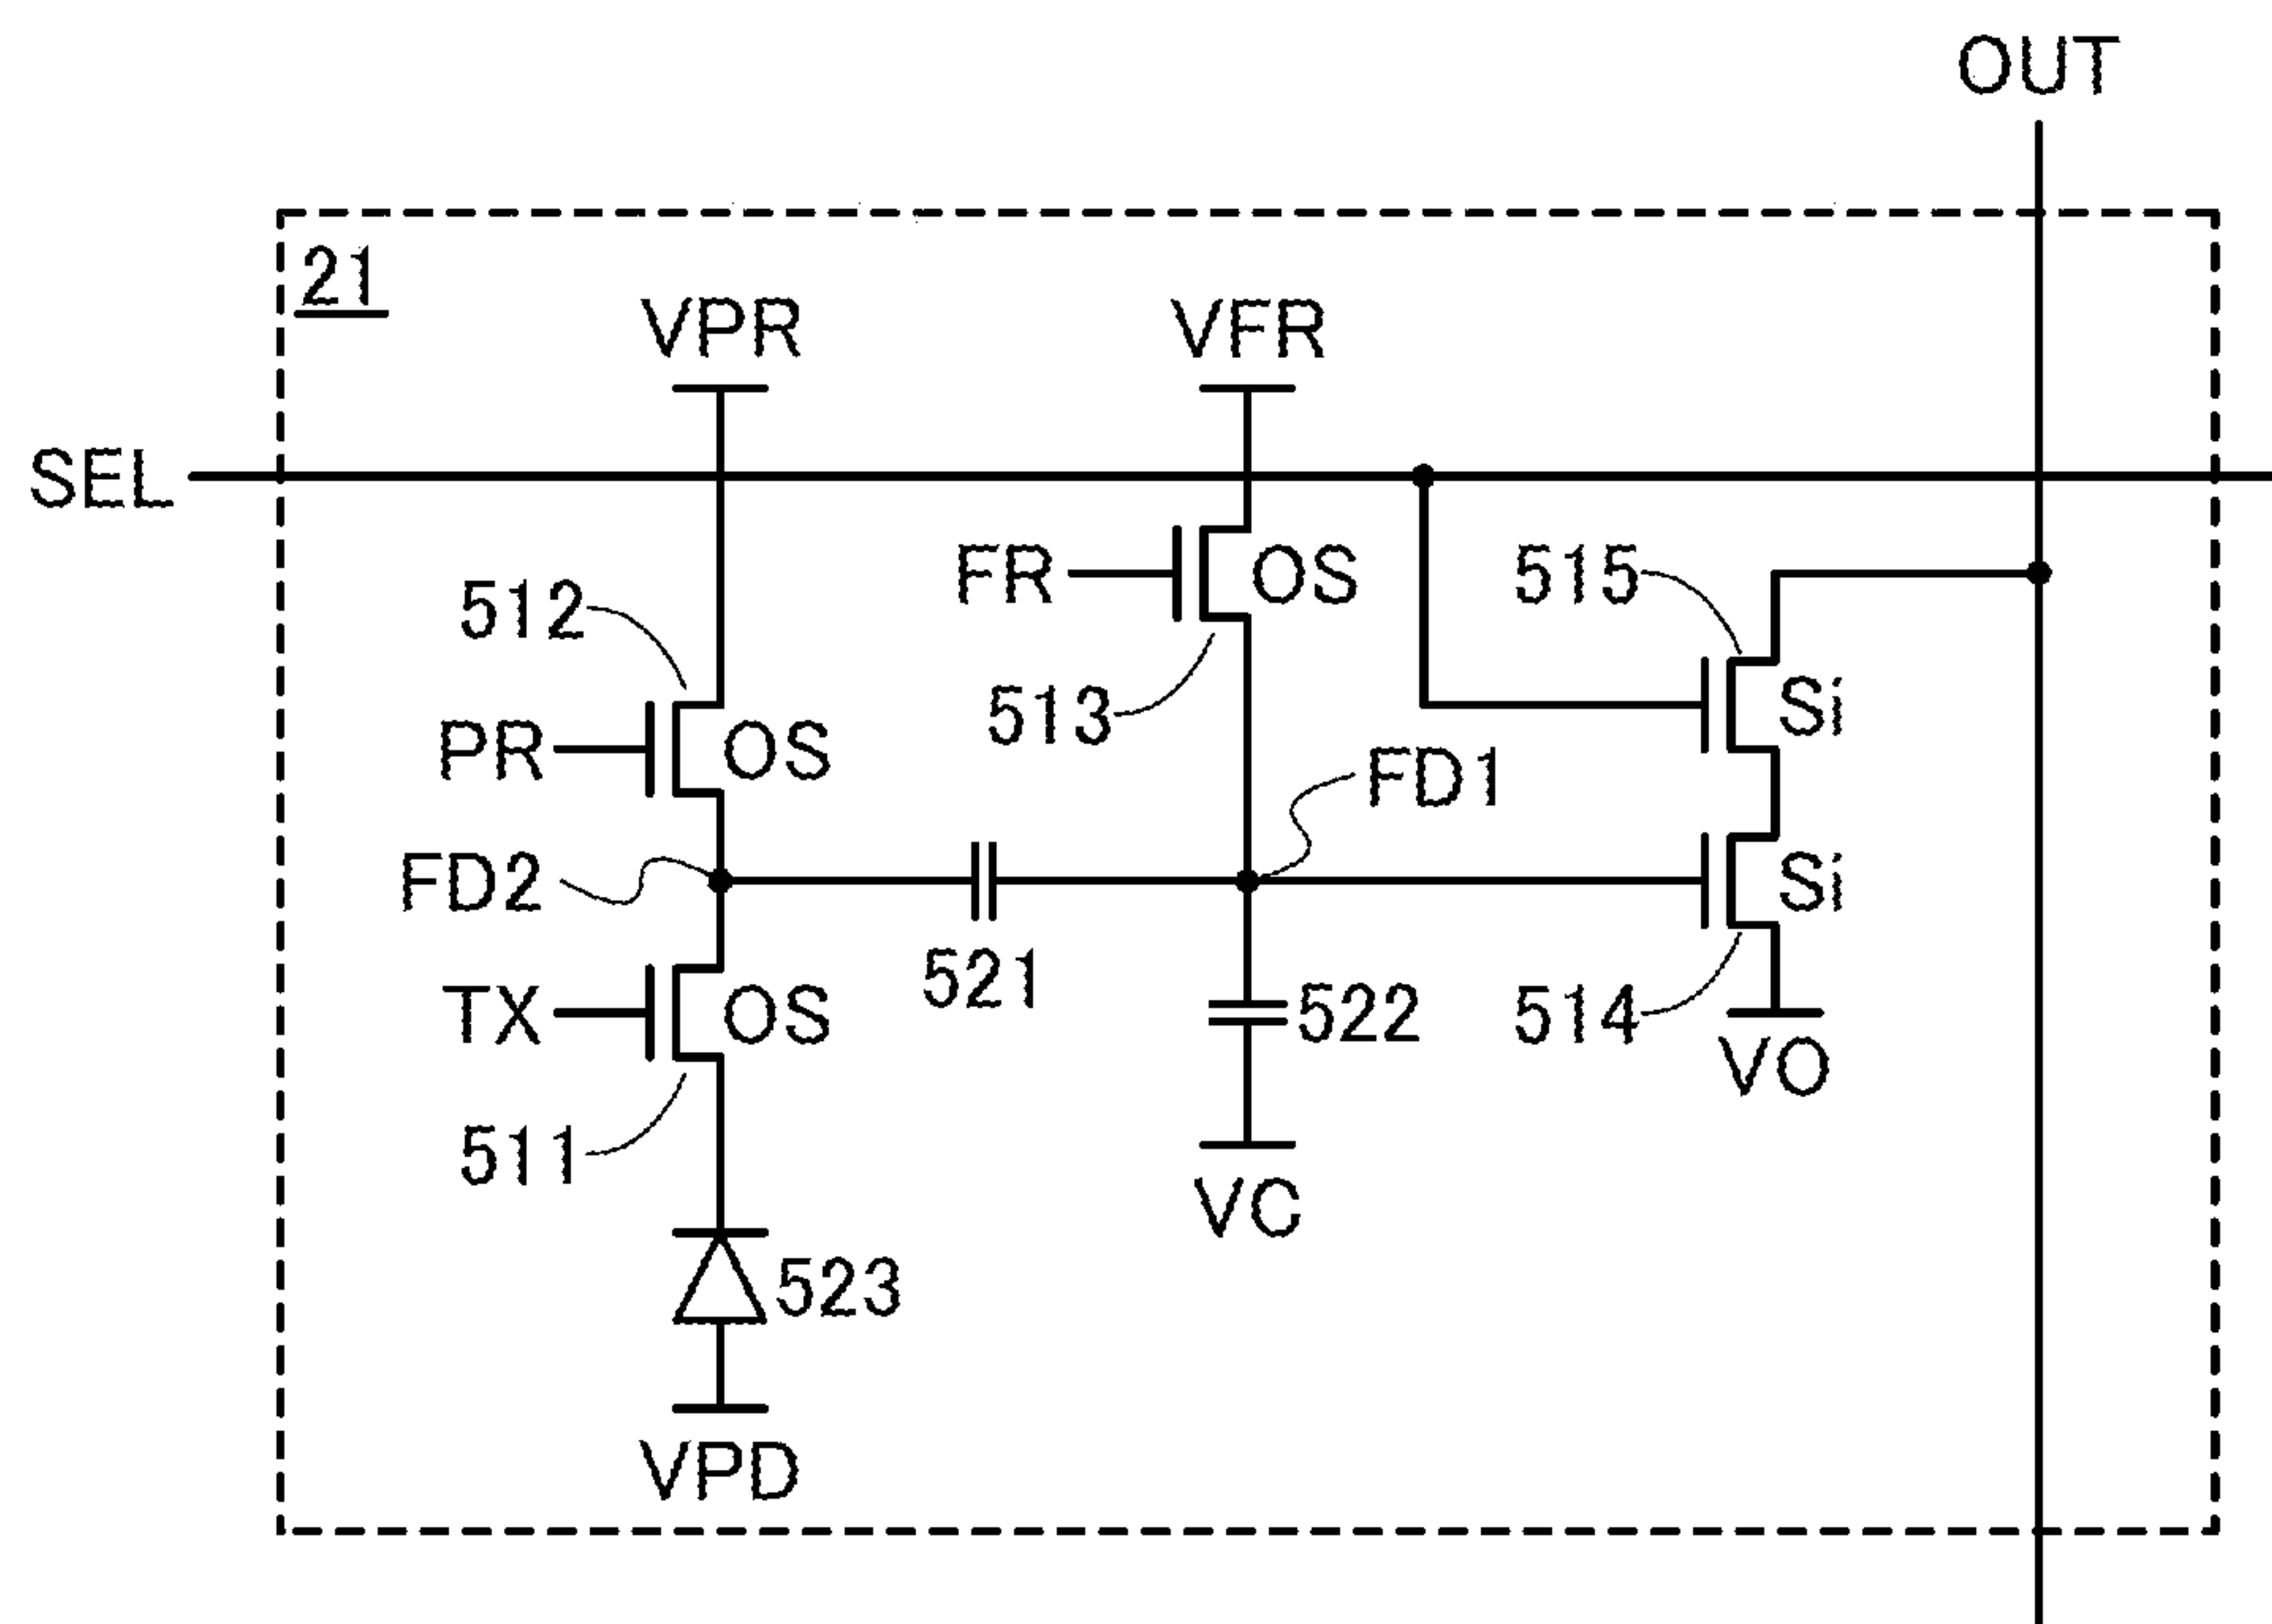 OUT
21
VPR
VFR
SEL
512
FR
OS
515
PR
OS
513
Si
FD1
FD2
Si
521
TX
OS
522
514
VO
511
VC
523
VPD